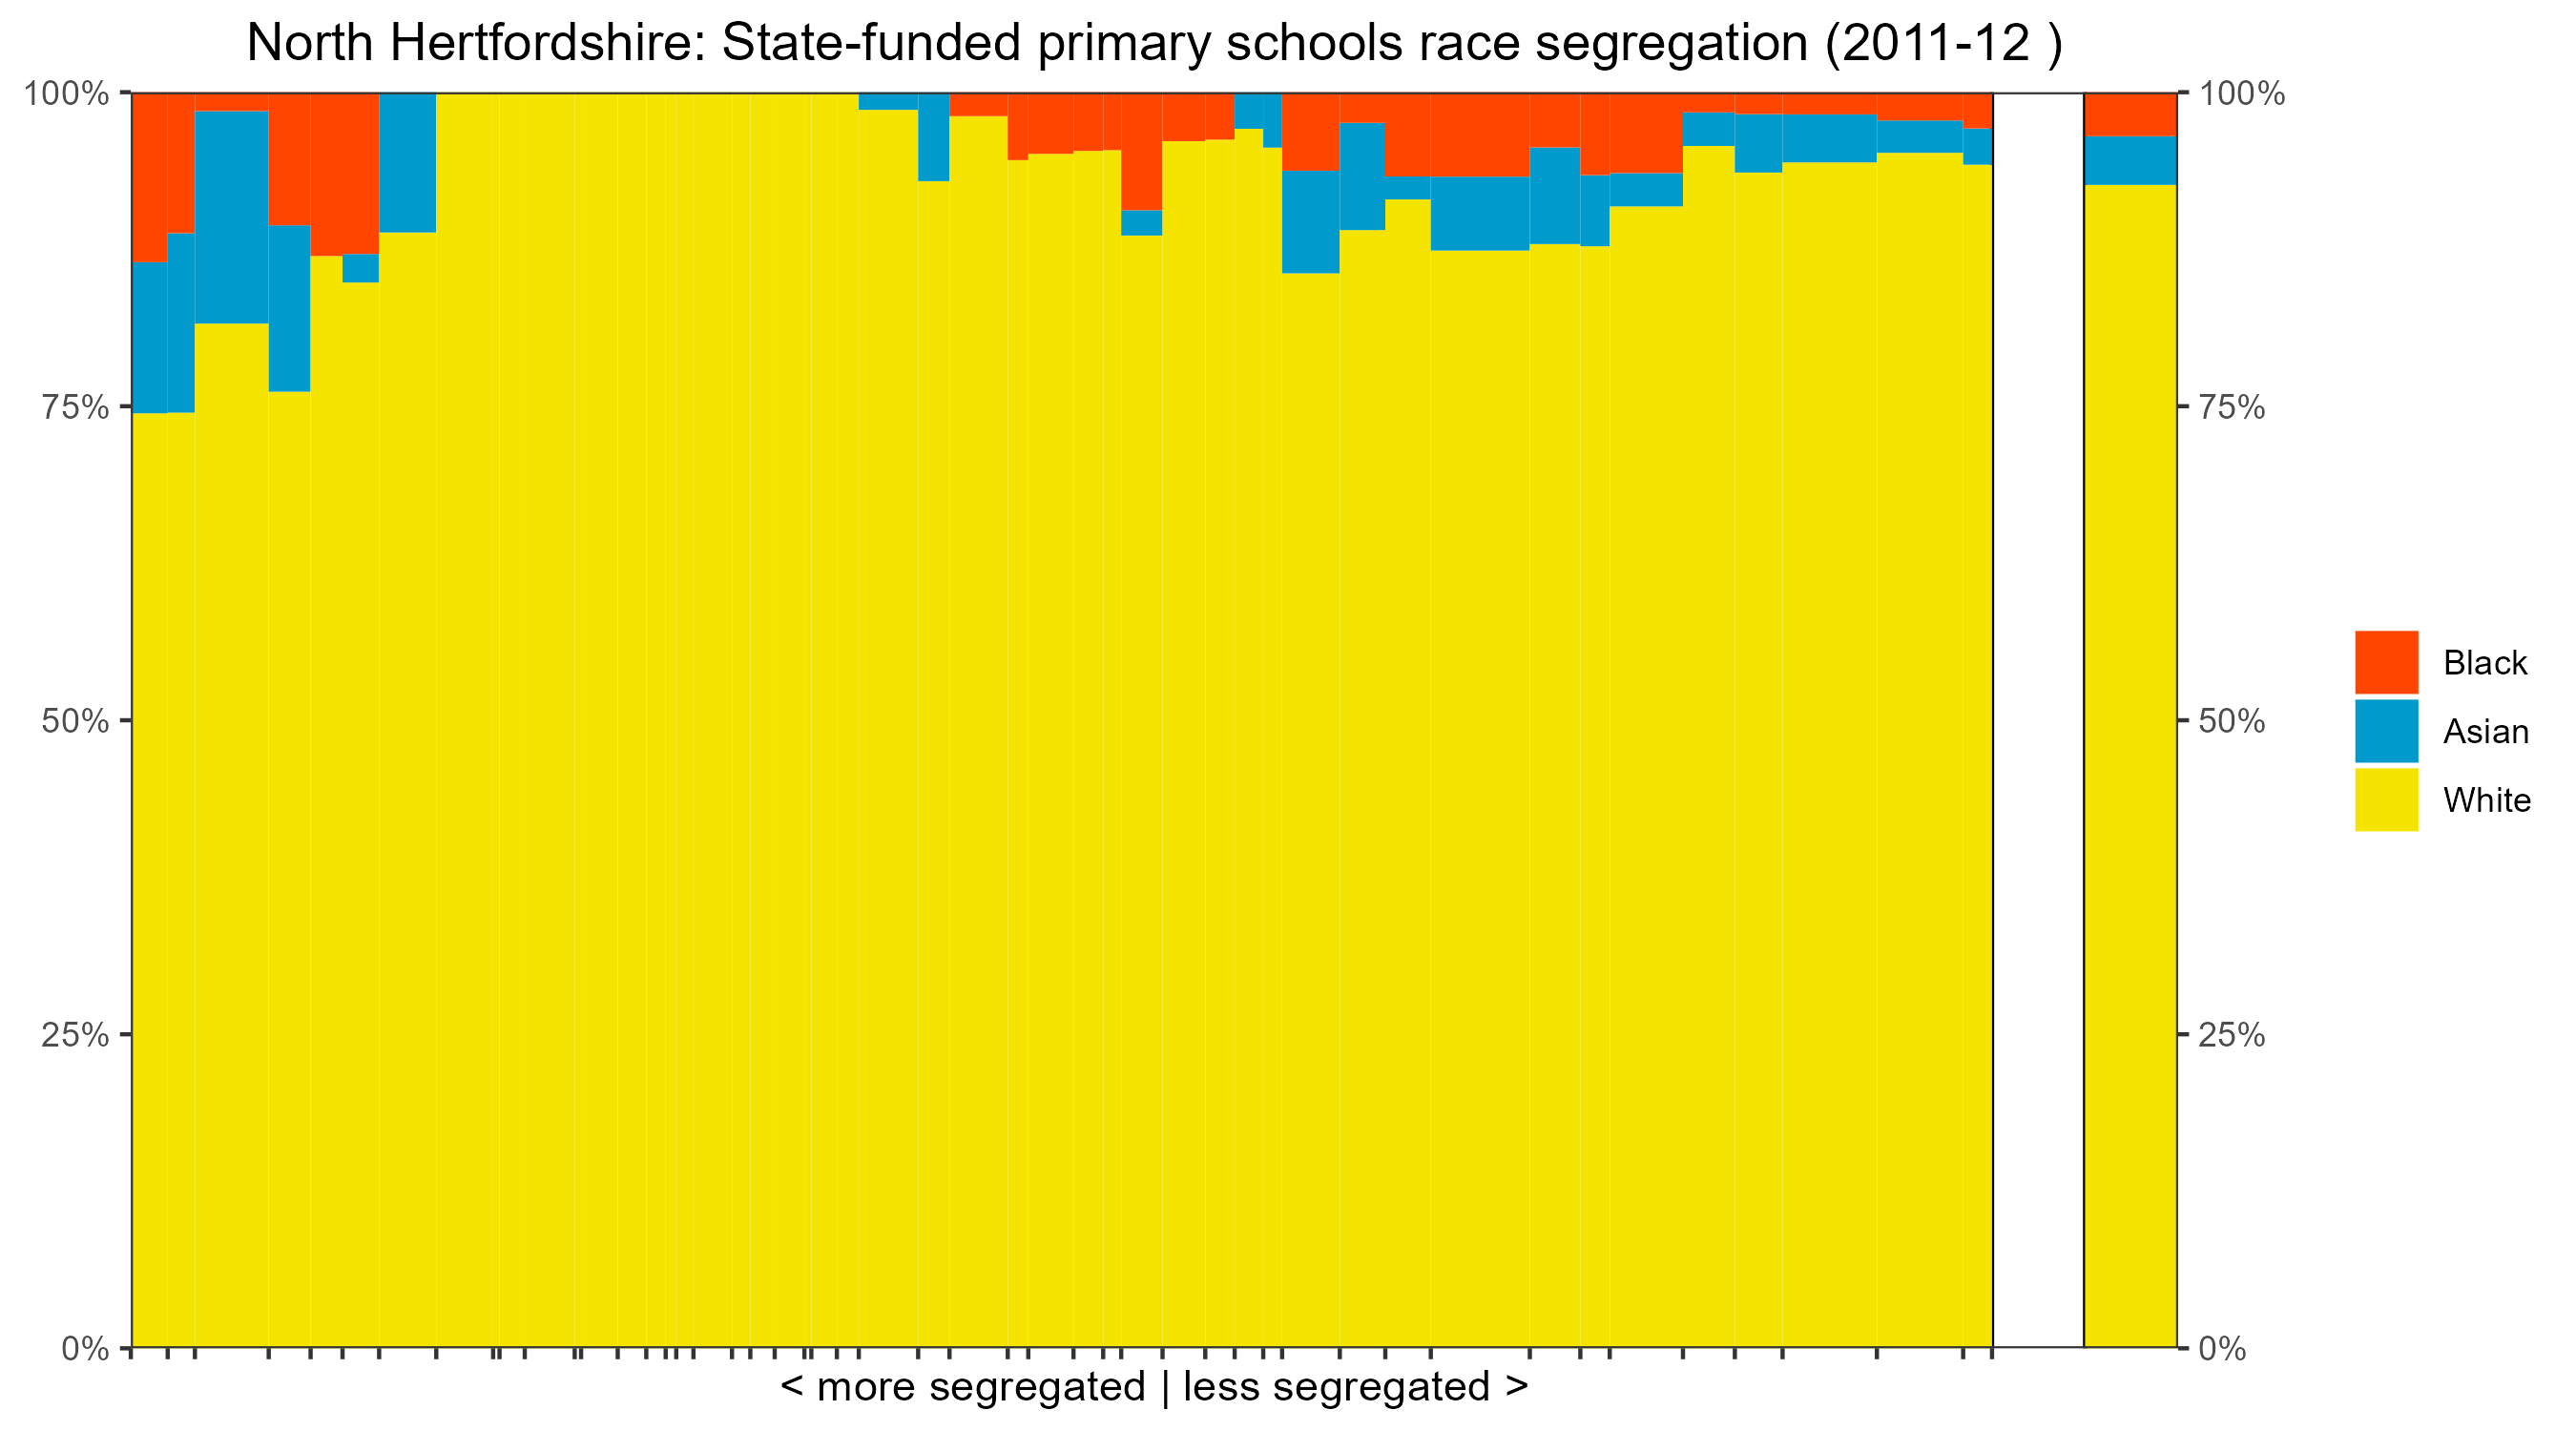 North Hertfordshire: State-funded primary schools race segregation (2011-12 )
100%
75%
50%
25%
0%
100%
75%
50%
25%
0%
Black
Asian
White
< more segregated | less segregated >